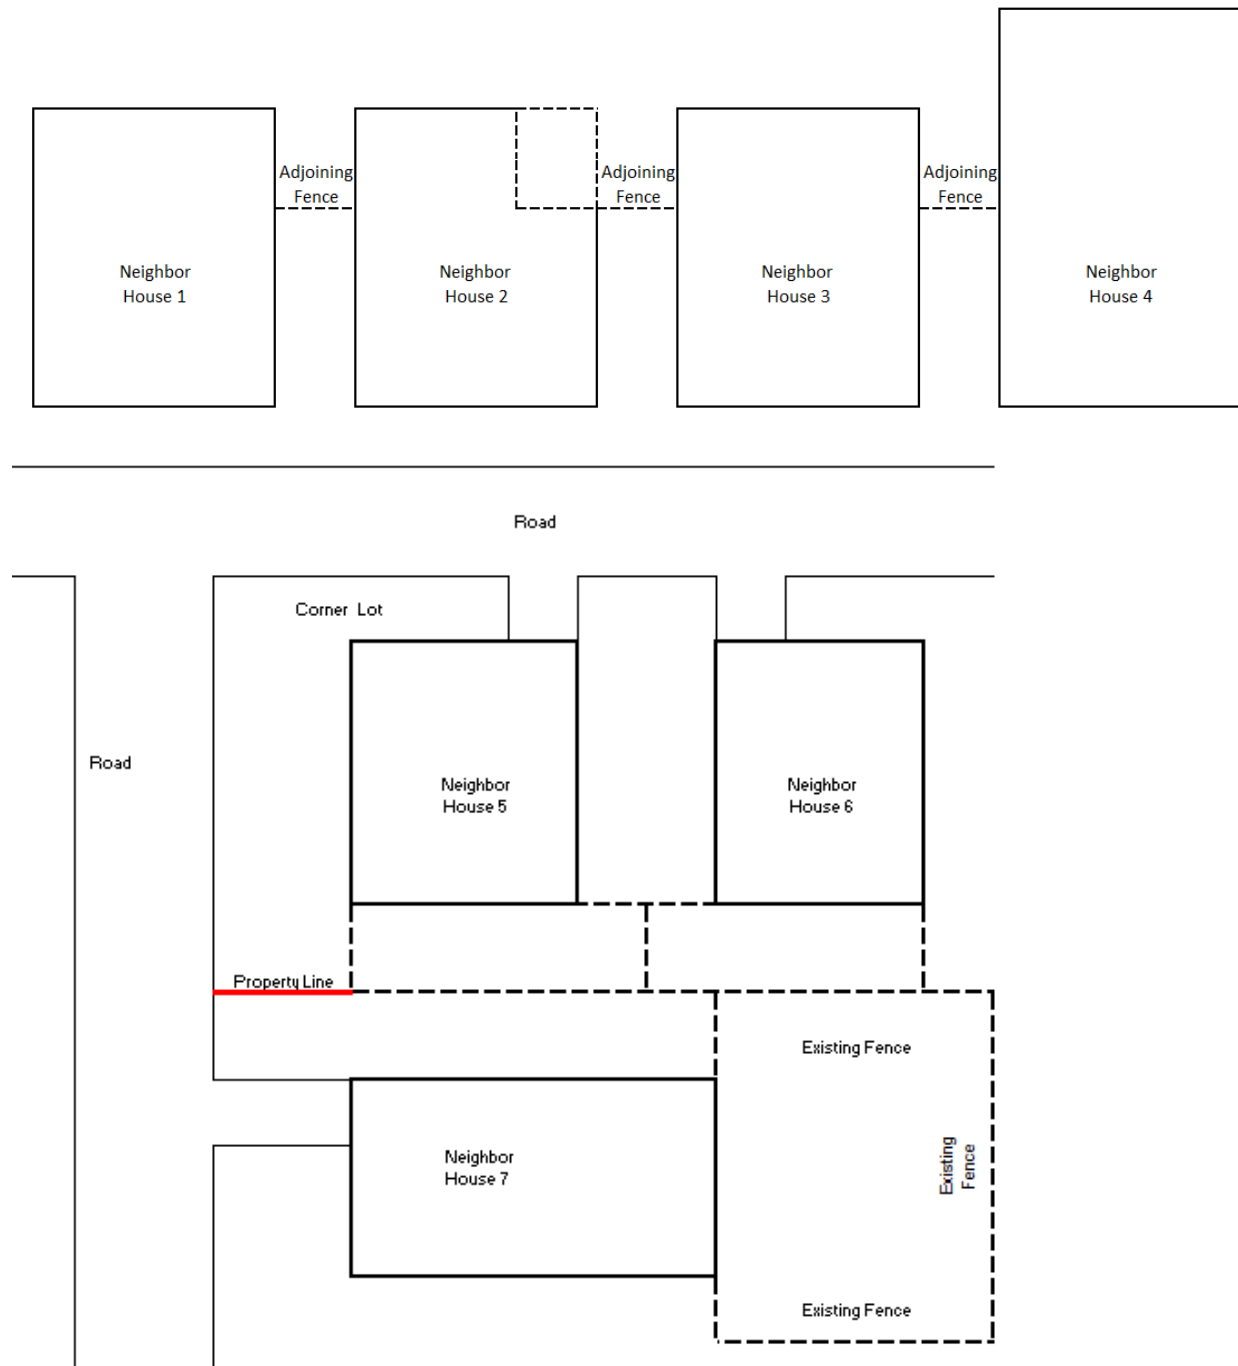 Adjoining
Fence
Adjoining
Fence
Adjoining
Fence
Neighbor
House 1
Neighbor
House 2
Neighbor
House 3
Neighbor
House 4
Road
Corner Lot
Road
Neighbor
House 5
Neighbor
House 6
Property Line
Existing Fence
Existing
Fence
Neighbor
House 7
Existing Fence